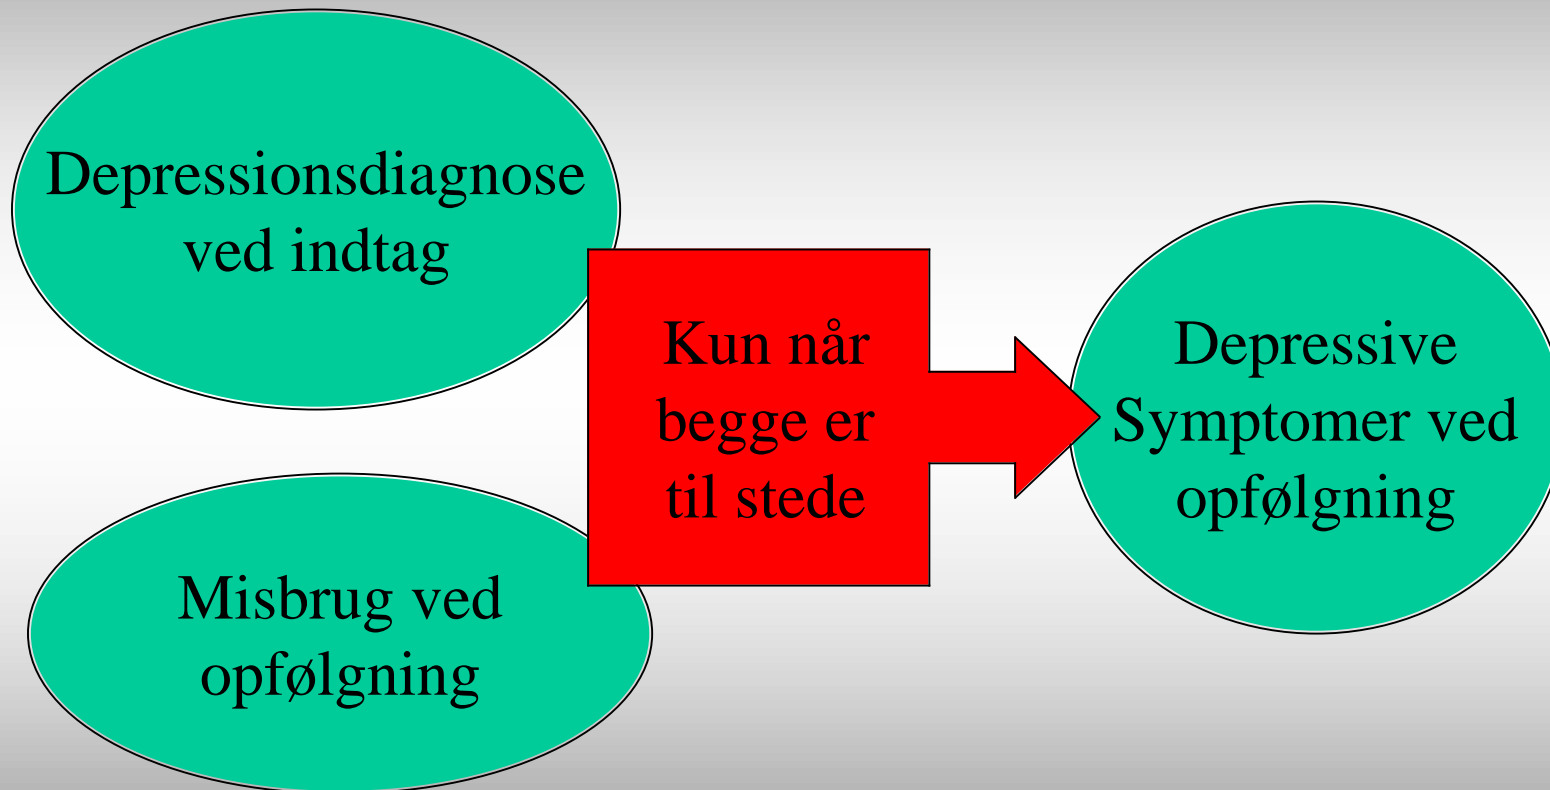 Depressionsdiagnose
ved indtag
Kun når
begge er
til stede
Depressive
Symptomer ved
opfølgning
Misbrug ved
opfølgning